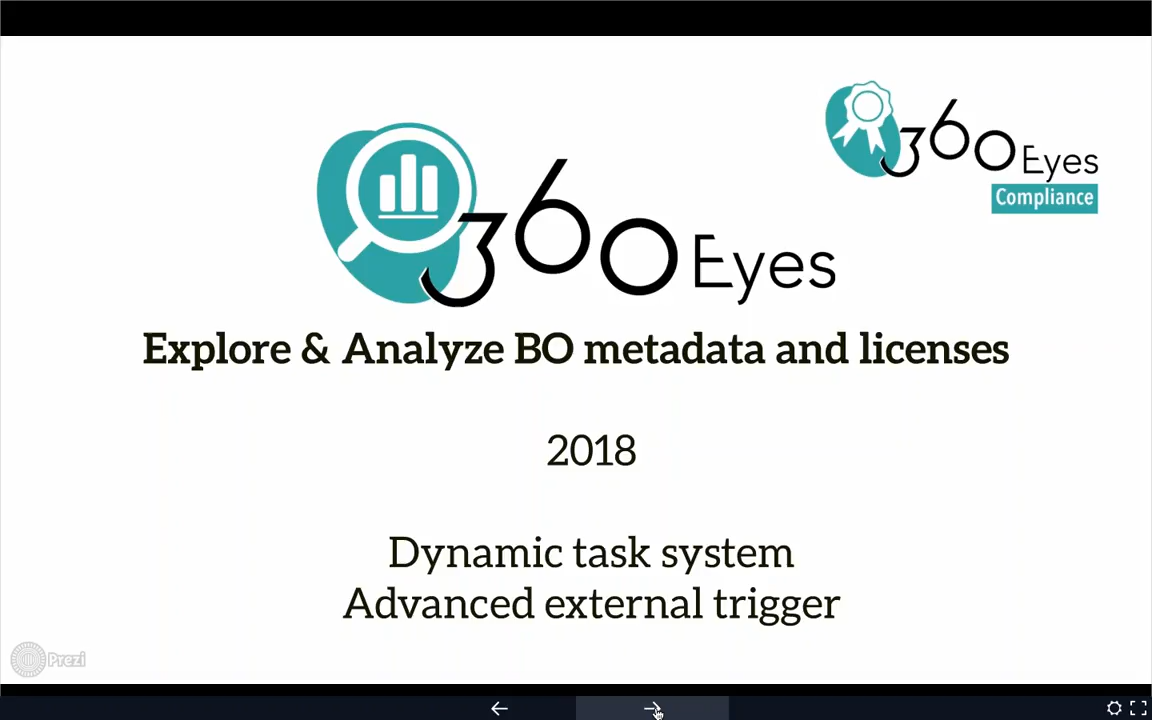 360 Eyes
Compliance
360 Eyes
Explore & Analyze BO metadata and licenses
2018
Dynamic task system
Advanced external trigger
Prezi